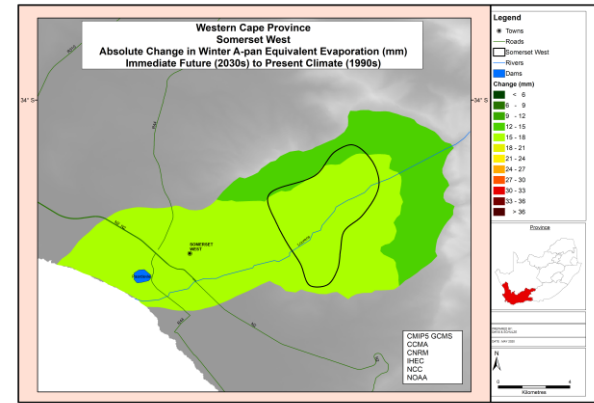 Western Cape Province
Somerset West
Absolute Change in Winter A-pan Equivalent Evaporation (mm)
Immediate Future (2030s) to Present Climate (1990s)
34° S
34° S
SOMERSET
WEST
CMIP5 GCMS
CCMA
CNRM
IHEC
NCC
NOAA
Legend
Towns
Roads
Somerset West
Rivers
Dams
Change (mm)
< 6
6 - 9
9 - 12
12 - 15
15 - 18
18 - 21
21 - 24
24 - 27
27 - 30
30 - 33
33 - 36
> 36
Province
N
0
4
Kilometres